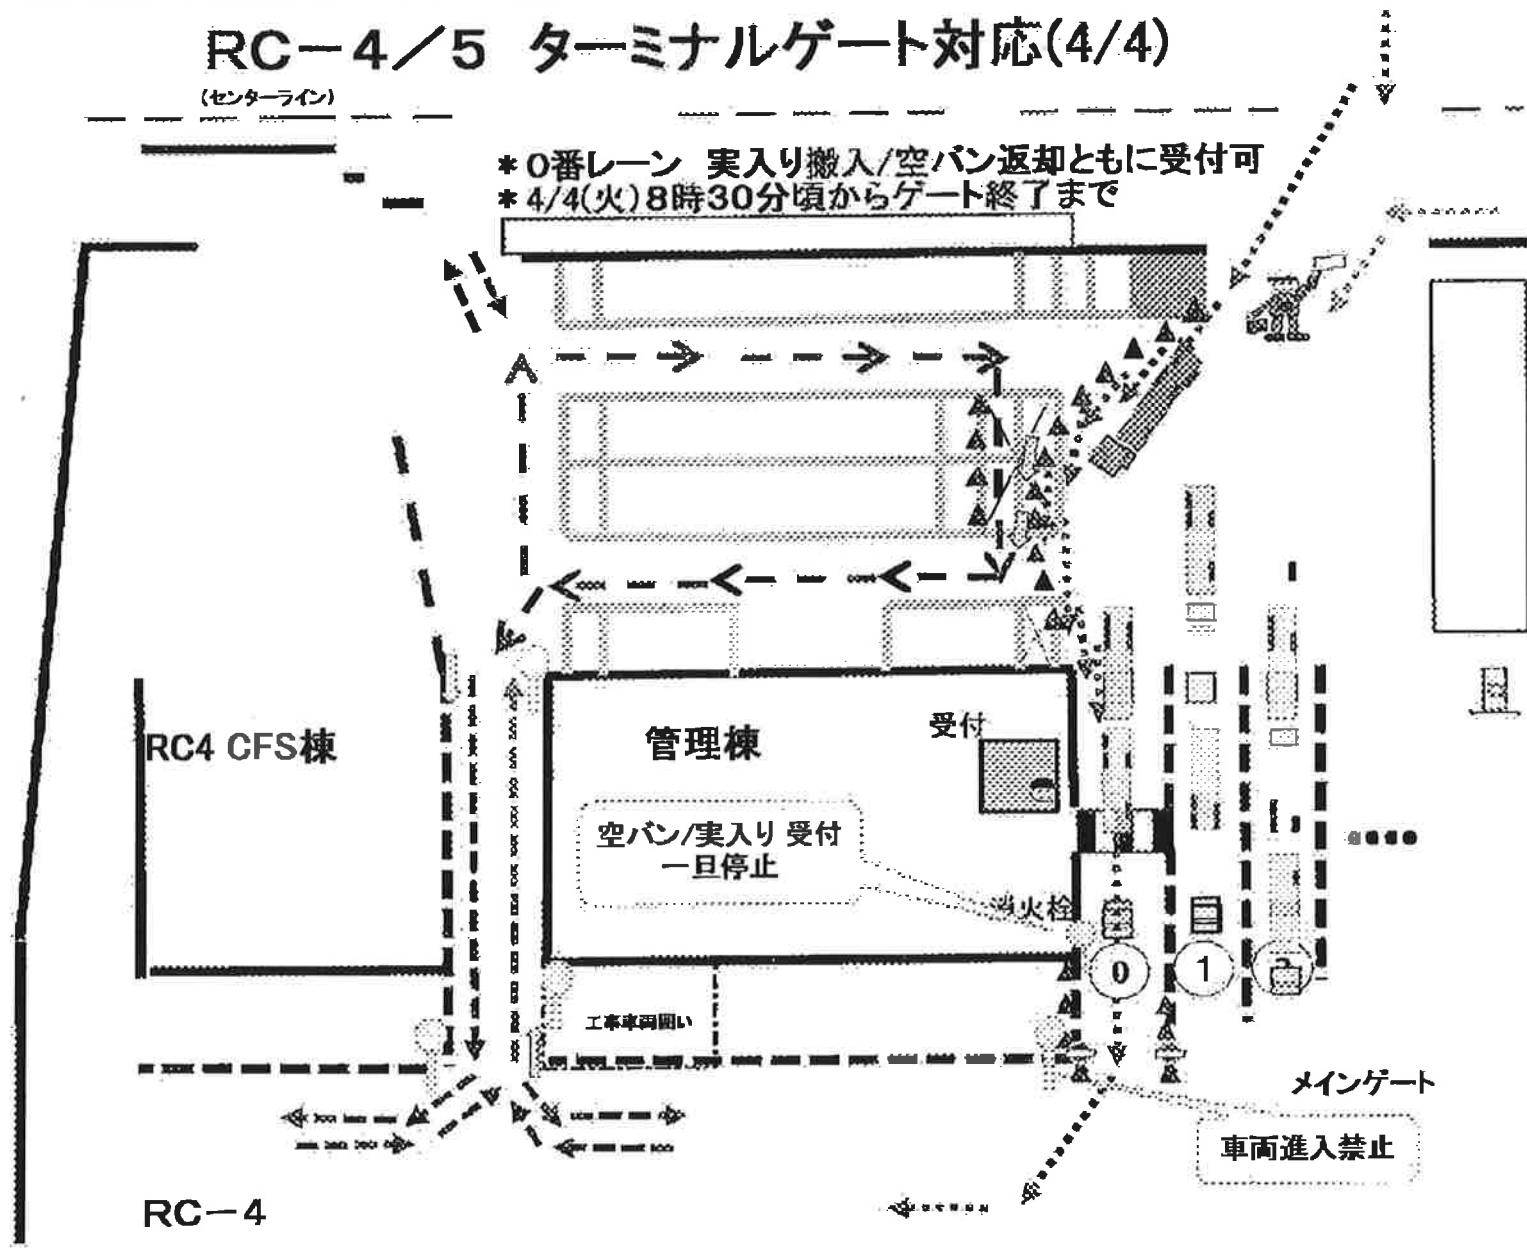 RC-4/5 ターミナルゲート対応(4/4)
(センターライン)
*0番レーン 実入り搬入/空バン返却ともに受付可
*4/4(火)8時30分頃からゲート終了まで
RC4 CFS棟
管理棟
受付
空バン/実入り 受付
一旦停止
消火栓
0
1
2
工事車両囲い
メインゲート
車両進入禁止
RC-4